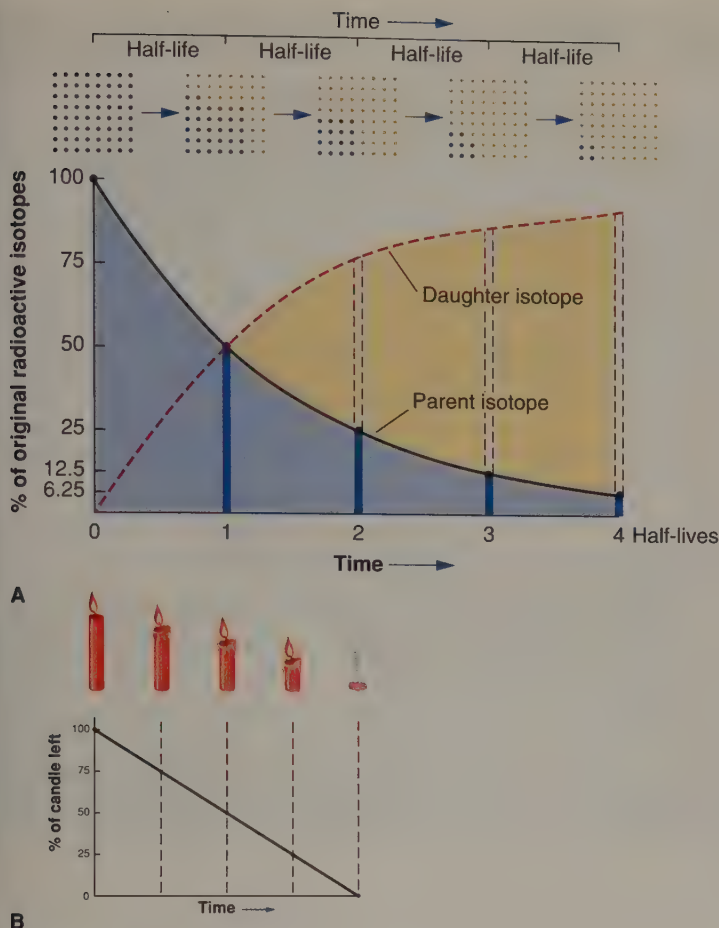 Time
Half-life Half-life Half-life Half-life
100
75
50
25
12.5
6.25
% of original radioactive isotopes
Daughter isotope
Parent isotope
0 1 2 3 4 Half-lives
Time
A
100
75
50
25
0
% of candle left
Time
B